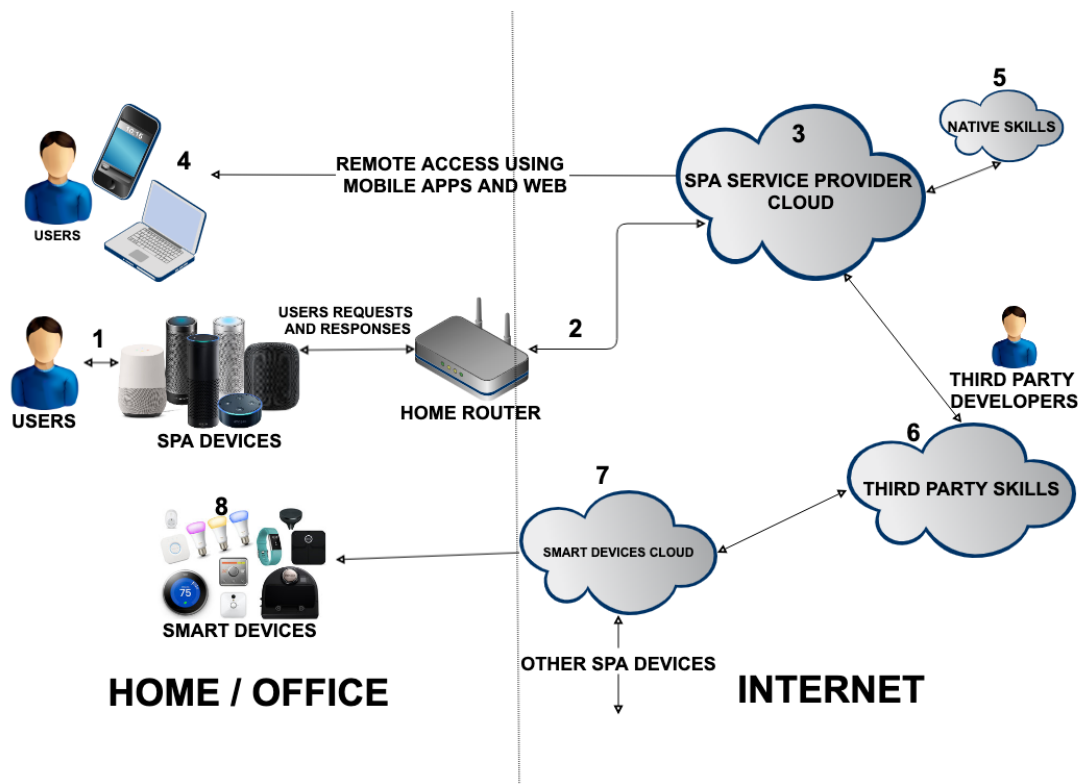 5
NATIVE SKILLS
3
SPA SERVICE PROVIDER
CLOUD
4
REMOTE ACCESS USING
MOBILE APPS AND WEB
USERS
USERS REQUESTS
AND RESPONSES
2
1
HOME ROUTER
USERS
SPA DEVICES
THIRD PARTY
DEVELOPERS
6
THIRD PARTY SKILLS
7
SMART DEVICES CLOUD
8
75
SMART DEVICES
OTHER SPA DEVICES
HOME / OFFICE
INTERNET